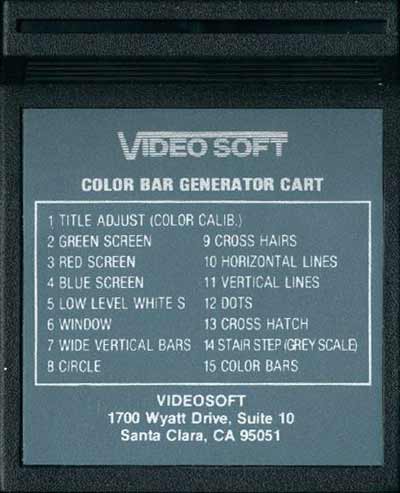 VIDEO SOFT
COLOR BAR GENERATOR CART
1 TITLE ADJUST (COLOR CALIB.)
2 GREEN SCREEN
3 RED SCREEN
4 BLUE SCREEN
5 LOW LEVEL WHITE S
6 WINDOW
7 WIDE VERTICAL BARS
8 CIRCLE
9 CROSS HAIRS
10 HORIZONTAL LINES
11 VERTICAL LINES
12 DOTS
13 CROSS HATCH
14 STAIR STEP (GREY SCALE)
15 COLOR BARS
VIDEOSOFT
1700 Wyatt Drive, Suite 10
Santa Clara, CA 95051